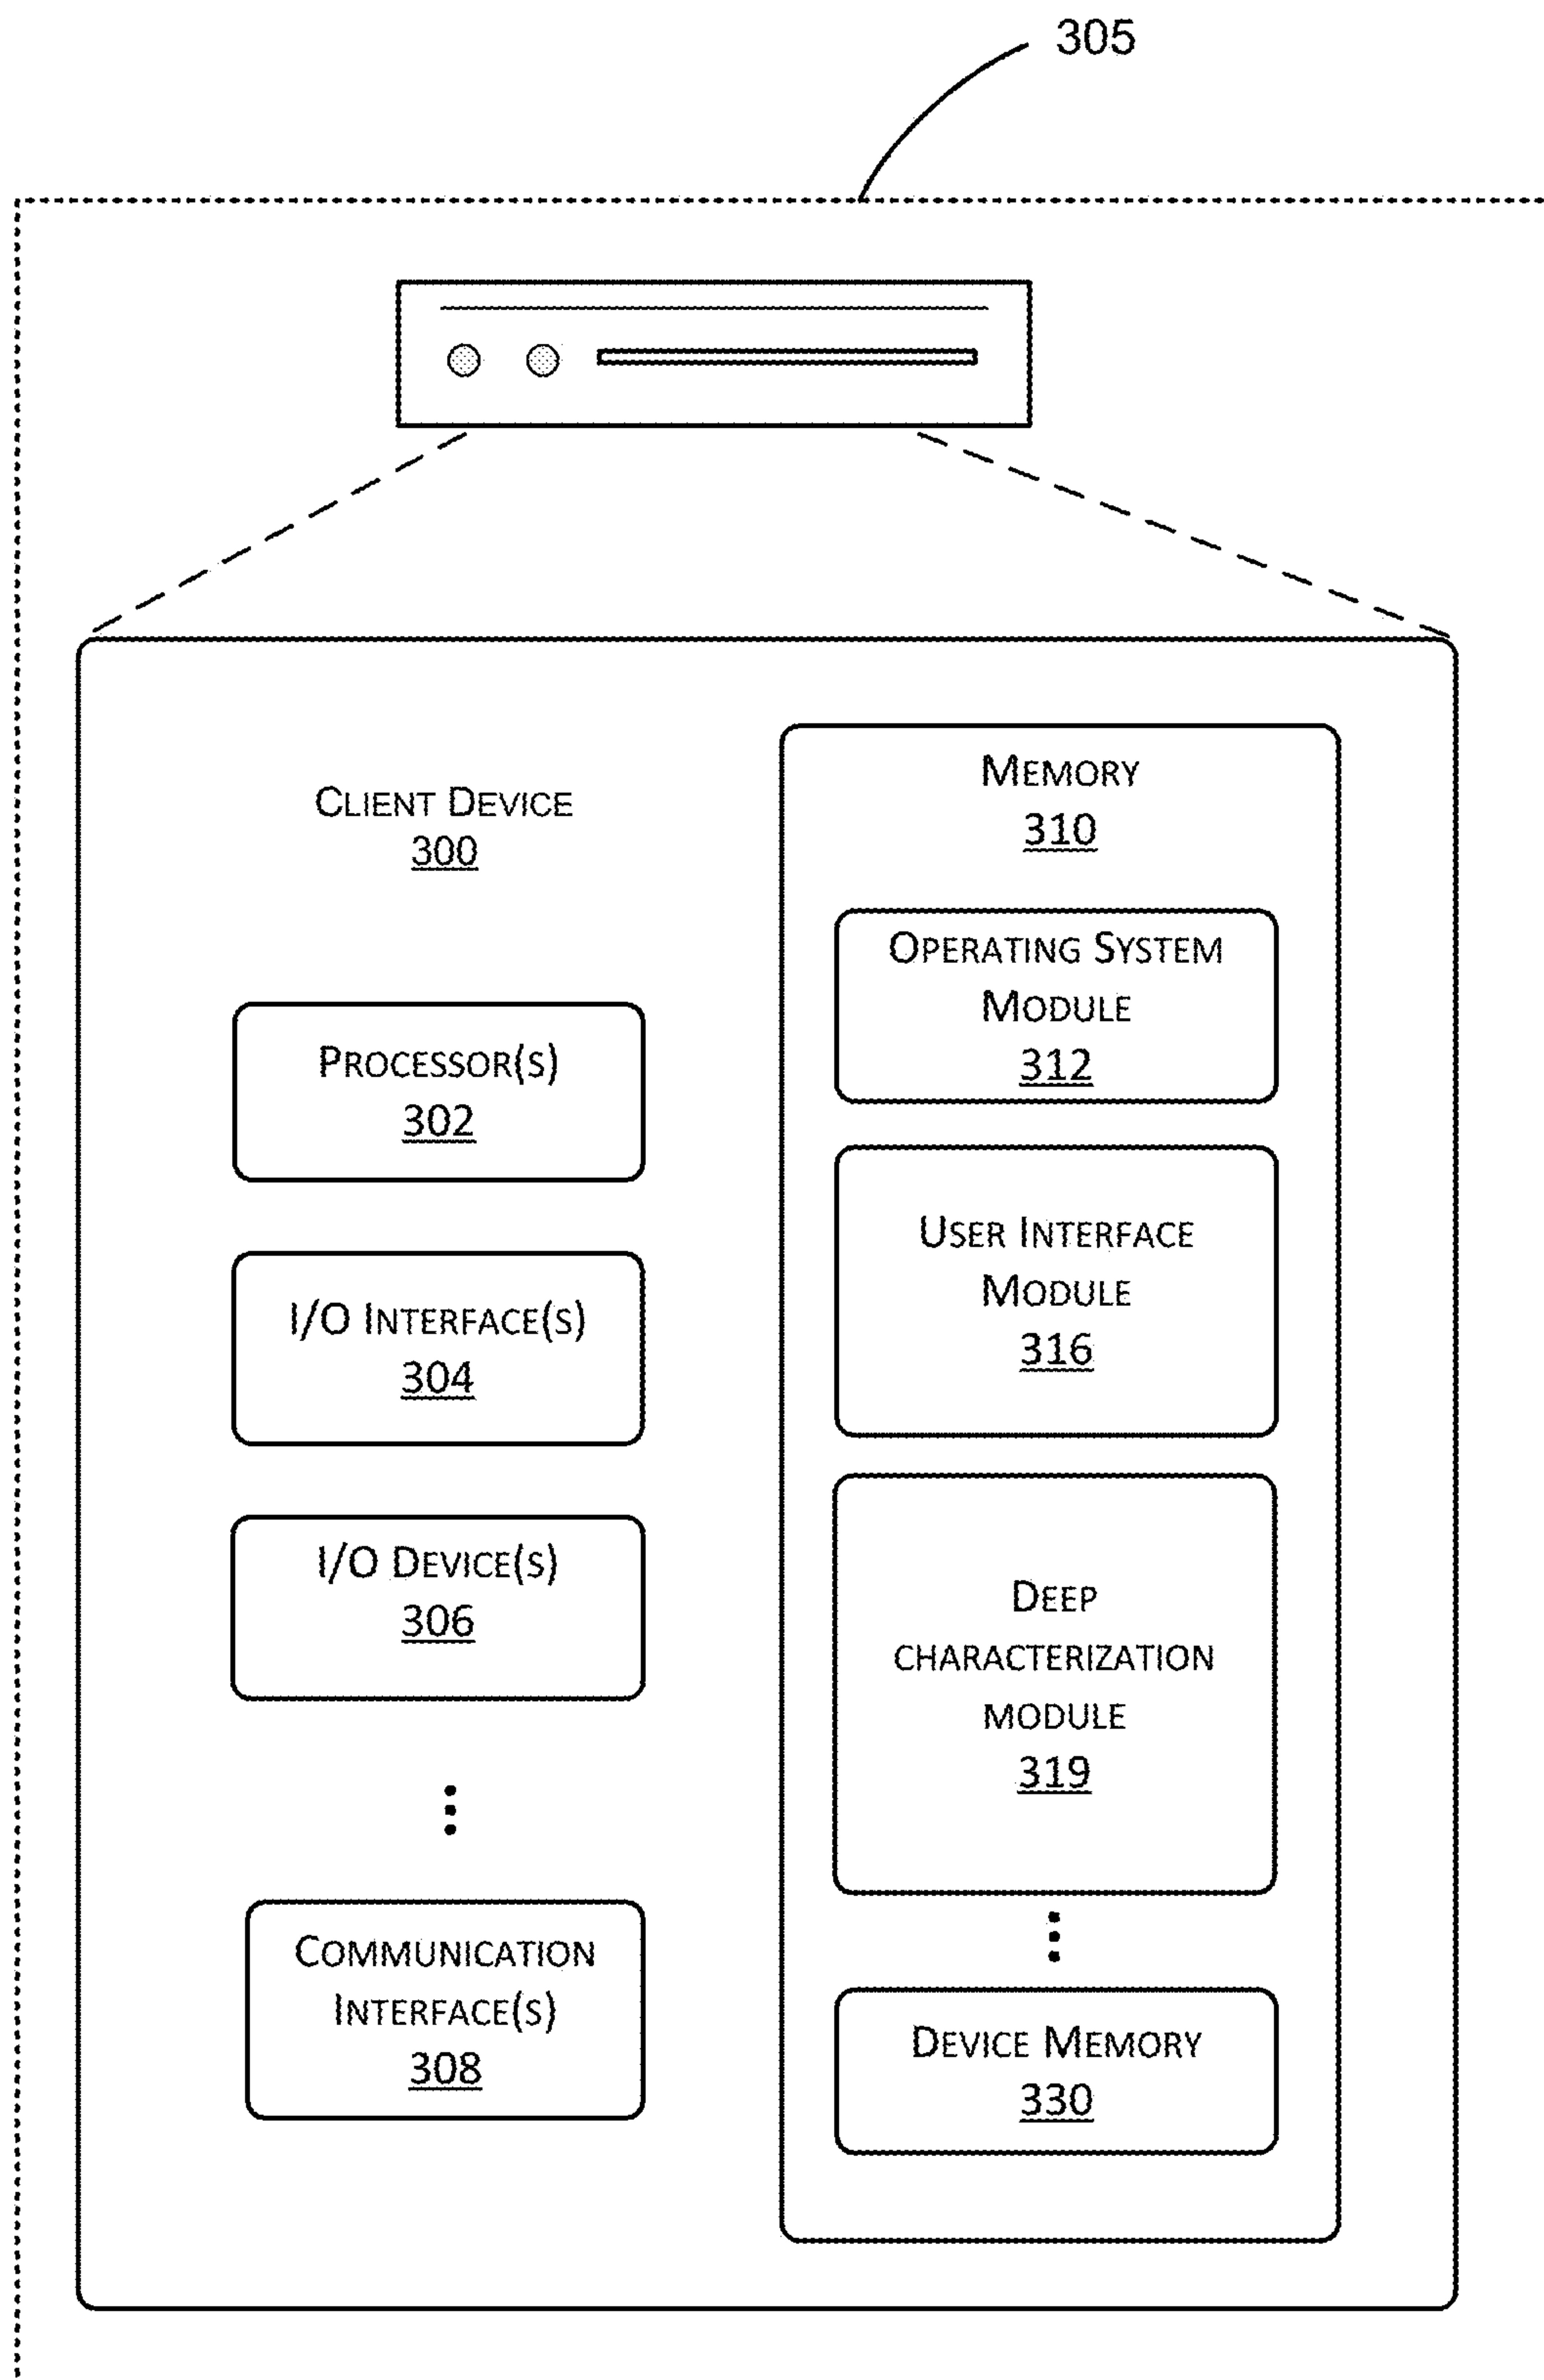 305
Client Device
300
Processor(s)
302
I/O Interface(s)
304
I/O Device(s)
306
Communication
Interface(s)
308
Memory
310
Operating System
Module
312
User Interface
Module
316
Deep
characterization
module
319
Device Memory
330